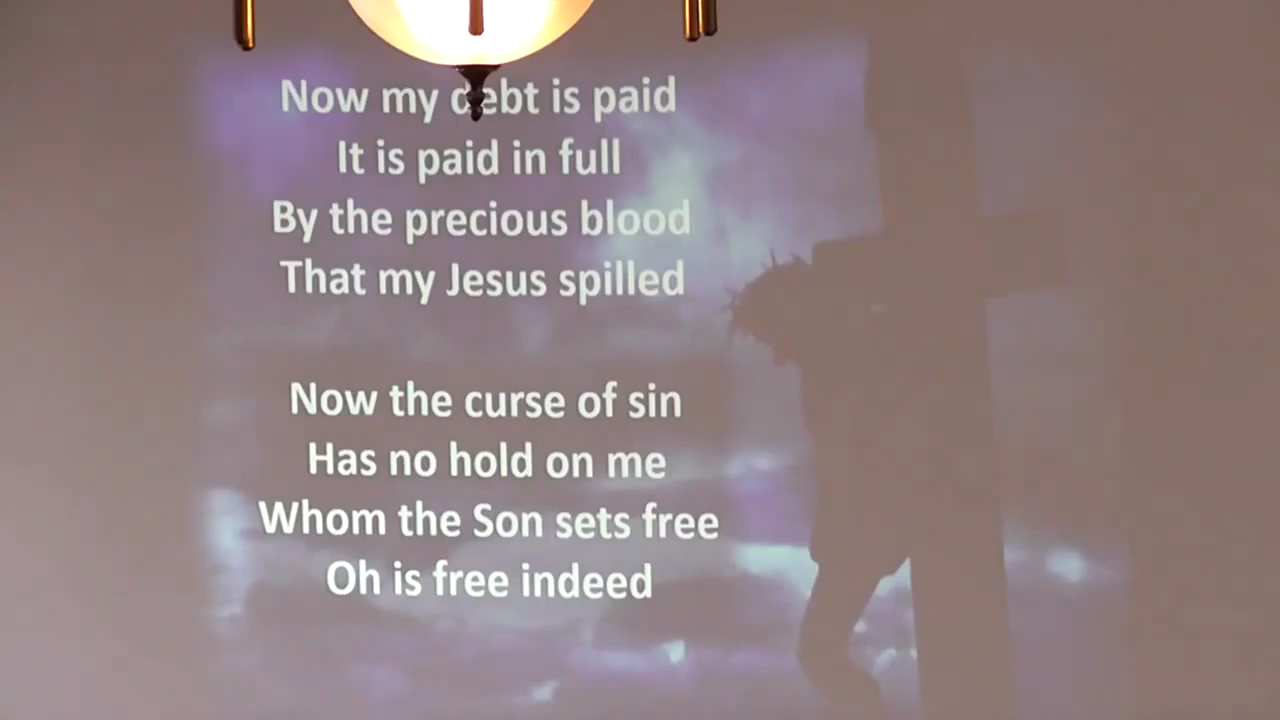 Now my debt is paid
It is paid in full
By the precious blood
That my Jesus spilled
Now the curse of sin
Has no hold on me
Whom the Son sets free
Oh is free indeed